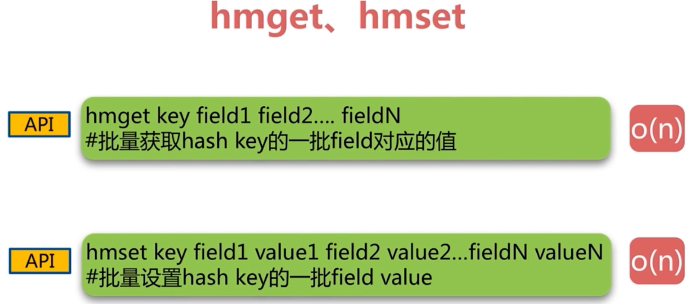 hmget、hmset
API
hmget key field1 field2.... fieldN
#批量获取hash key的一批field对应的值
o(n)
API
hmset key field1 value1 field2 value2...fieldN valueN
#批量设置hash key的一批field value
o(n)